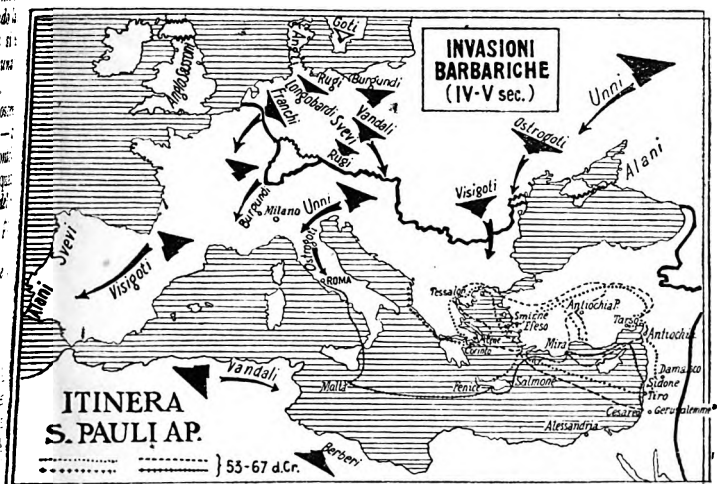 INVASIONI
BARBARICHE
(IV-V sec.)
Goti
Angli
Anglo Sassoni
Rugi
Burgundi
Longobardi
Svevi
Franchi
Vandali
Rugi
Unni
Ostrogoti
Alani
Visigoti
Burgundi
Milano
Unni
Ostrogoti
ROMA
Svevi
Alani
Visigoti
Tessalon
Smirne
Efeso
Atene
Corinto
Antiochia P.
Tarso
Antiochia
Mira
Damasco
Sidone
Tiro
Cesarea
Gerusalemme
Salmone
Fenice
Malta
Alessandria
Vandali
Berberi
ITINERA
S. PAULI AP.
53-67 d.Cr.